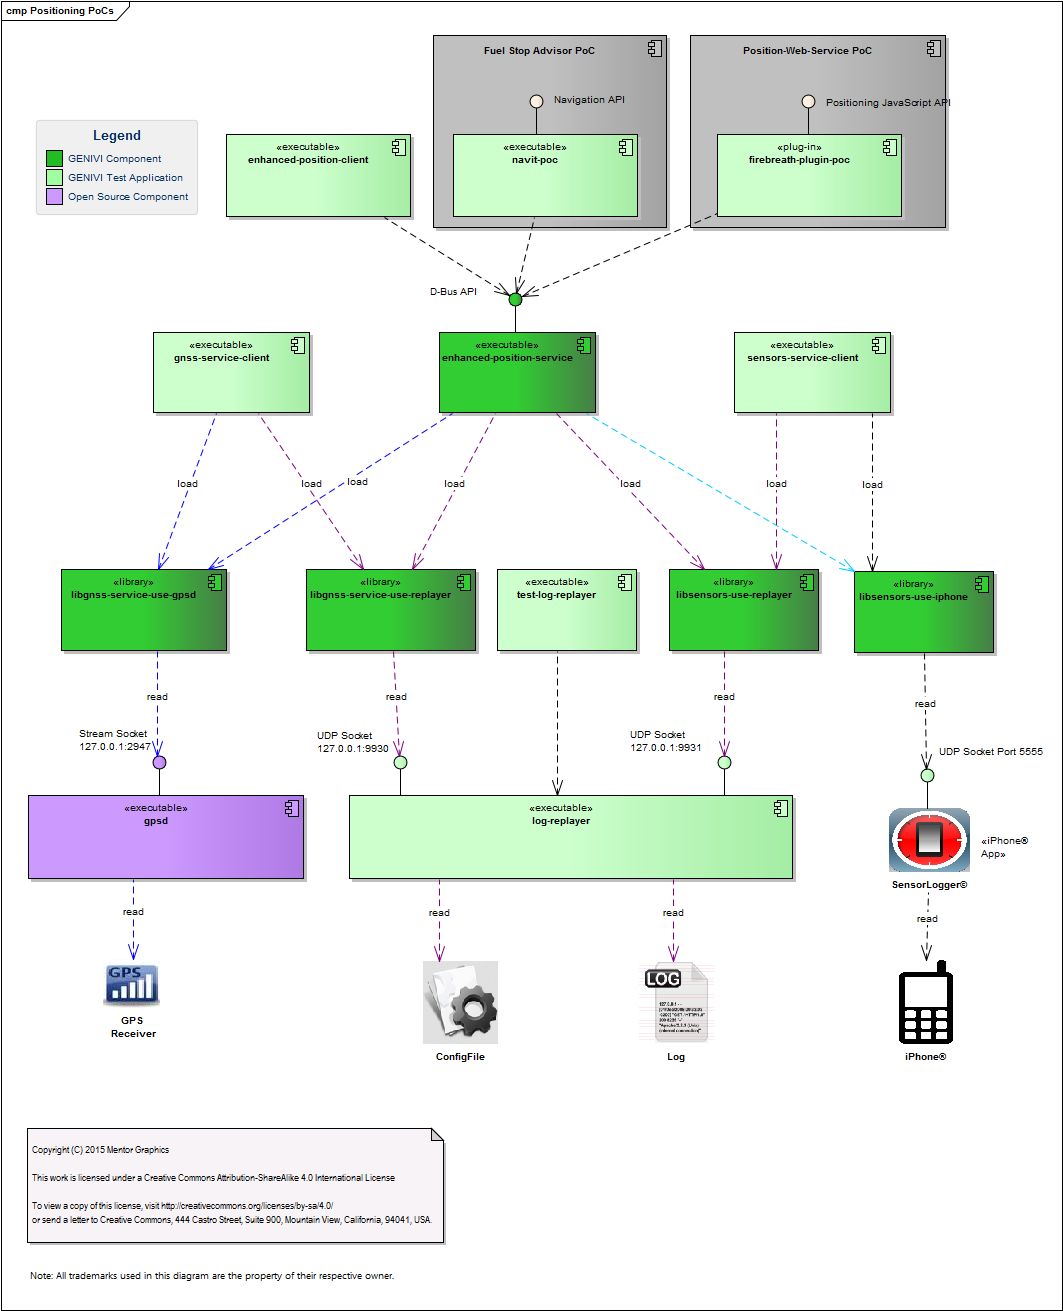 cmp Positioning PoCs
Fuel Stop Advisor PoC
Position-Web-Service PoC
Navigation API
Positioning JavaScript API
Legend
GENIVI Component
GENIVI Test Application
Open Source Component
«executable»
enhanced-position-client
«executable»
navit-poc
«plug-in»
firebreath-plugin-poc
D-Bus API
«executable»
gnss-service-client
«executable»
enhanced-position-service
«executable»
sensors-service-client
load
load
load
load
load
load
load
«library»
libgnss-service-use-gpsd
«library»
libgnss-service-use-replayer
«executable»
test-log-replayer
«library»
libsensors-use-replayer
«library»
libsensors-use-iphone
read
read
read
read
Stream Socket
127.0.0.1:2947
UDP Socket
127.0.0.1:9930
UDP Socket
127.0.0.1:9931
UDP Socket Port 5555
«executable»
gpsd
«executable»
log-replayer
«iPhone®
App»
SensorLogger©
read
read
read
read
GPS
LOG
GPS
Receiver
ConfigFile
Log
iPhone®
Copyright (C) 2015 Mentor Graphics
This work is licensed under a Creative Commons Attribution-ShareAlike 4.0 International License
To view a copy of this license, visit http://creativecommons.org/licenses/by-sa/4.0/
or send a letter to Creative Commons, 444 Castro Street, Suite 900, Mountain View, California, 94041, USA.
Note: All trademarks used in this diagram are the property of their respective owner.